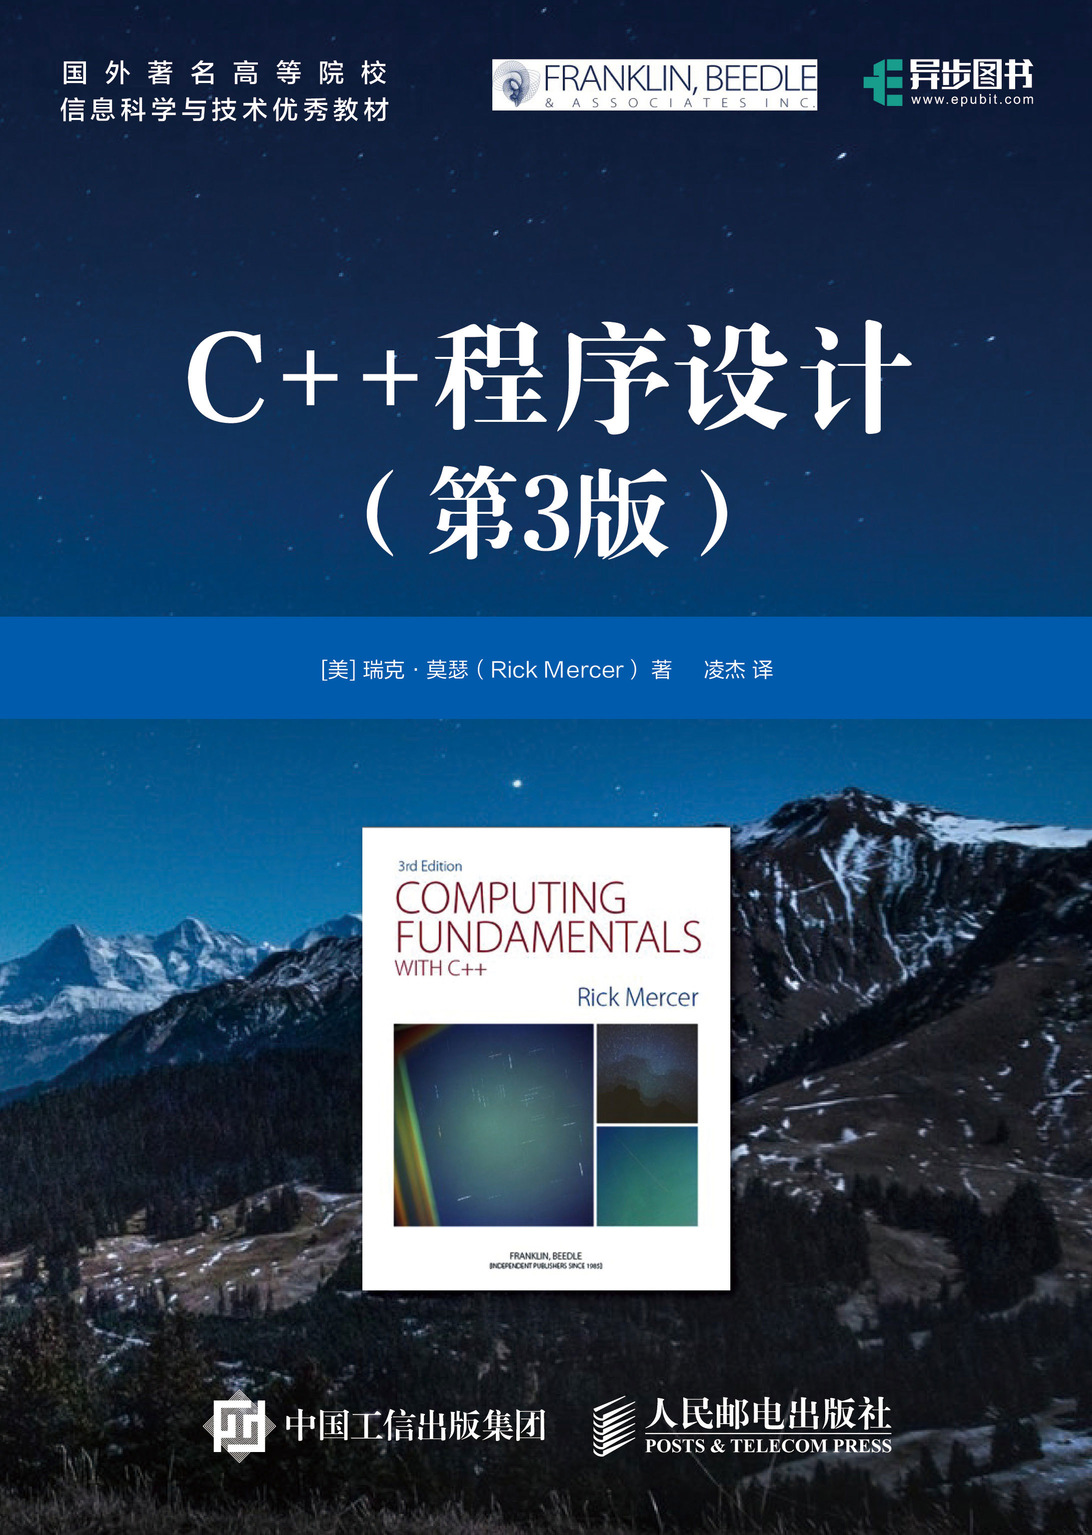 国外著名高等院校
信息科学与技术优秀教材
FRANKLIN, BEEDLE
& ASSOCIATES INC.
异步图书
www.epubit.com
C++程序设计
（第3版）
[美] 瑞克·莫瑟（Rick Mercer）著 凌杰 译
3rd Edition
COMPUTING
FUNDAMENTALS
WITH C++
Rick Mercer
FRANKLIN, BEEDLE
[INDEPENDENT PUBLISHERS SINCE 1985]
中国工信出版集团
人民邮电出版社
POSTS & TELECOM PRESS